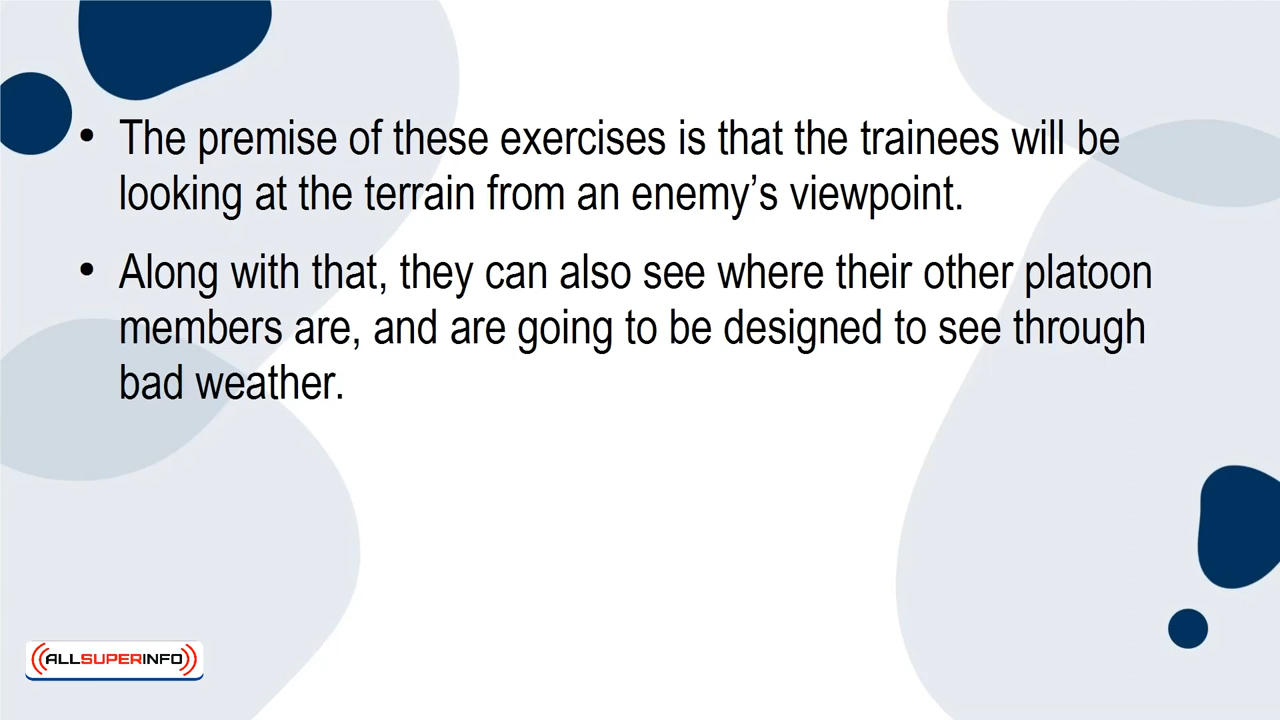 • The premise of these exercises is that the trainees will be
looking at the terrain from an enemy’s viewpoint.
• Along with that, they can also see where their other platoon
members are, and are going to be designed to see through
bad weather.
ALLSUPERINFO